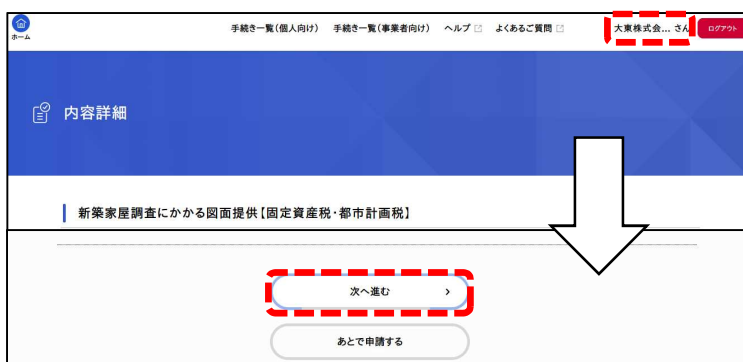 ホーム 手続き一覧(個人向け) 手続き一覧(事業者向け) ヘルプ よくあるご質問 大東株式会... さん ログアウト
内容詳細
新築家屋調査にかかる図面提供【固定資産税・都市計画税】
次へ進む ›
あとで申請する